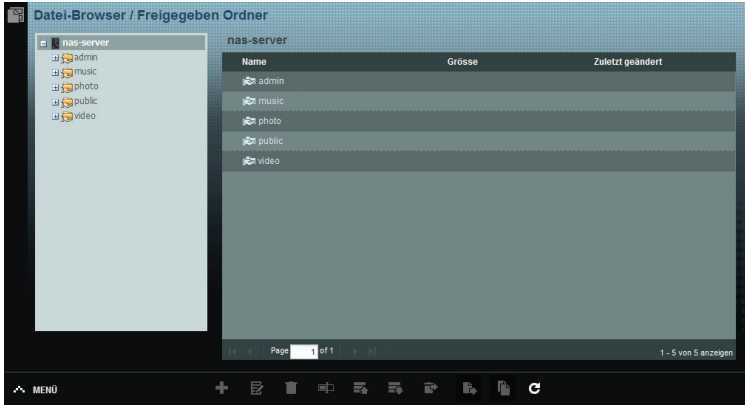 Datei-Browser / Freigegeben Ordner
nas-server
admin
music
photo
public
video
nas-server
Name Grösse Zuletzt geändert
admin
music
photo
public
video
Page 1 of 1
1 - 5 von 5 anzeigen
MENÜ